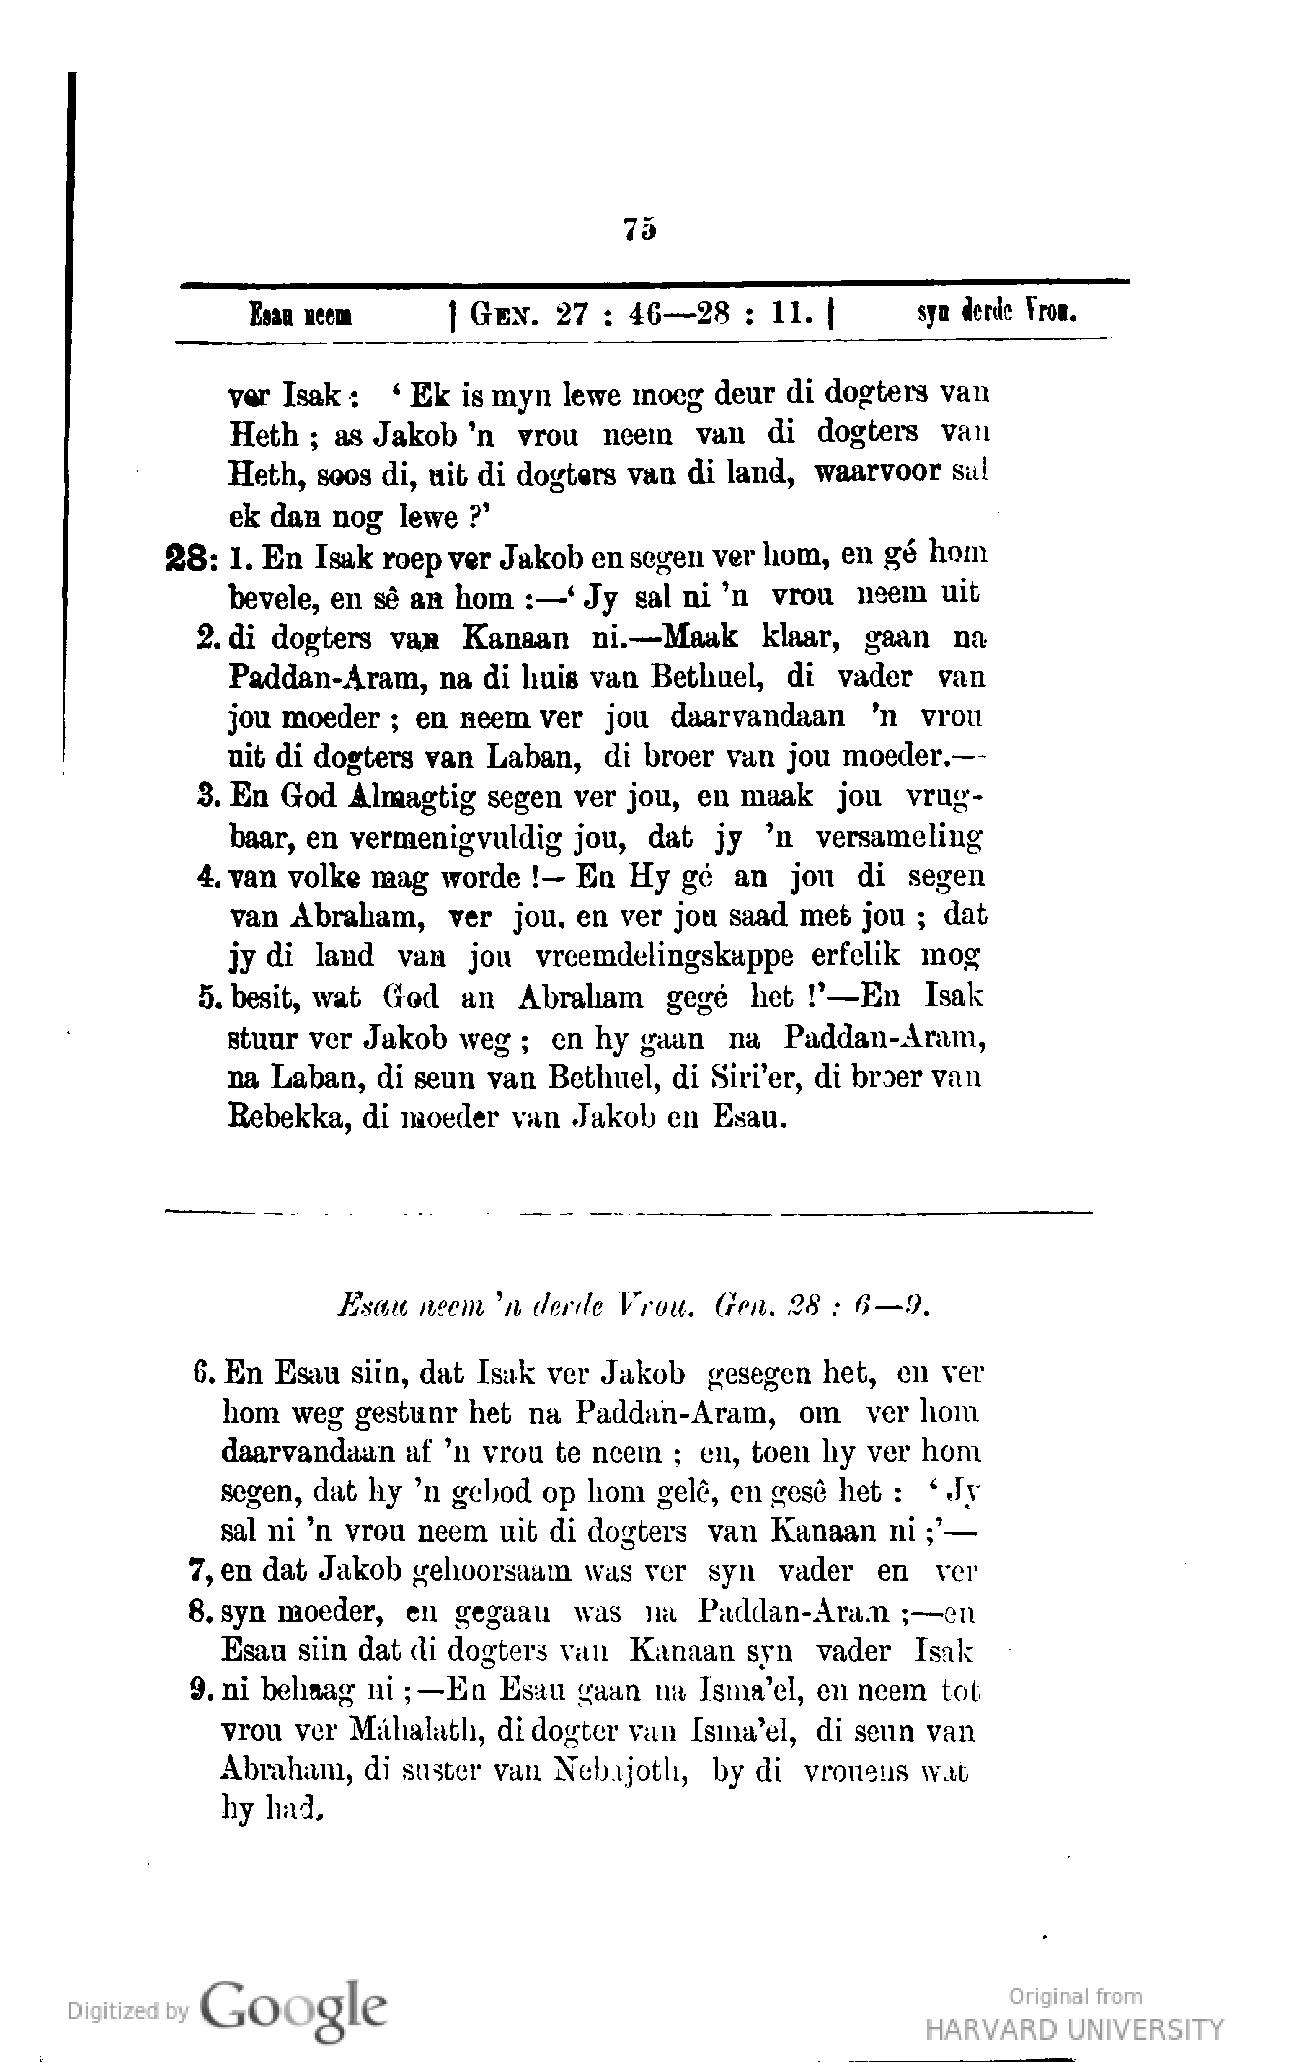 75
Esau neem | GEN. 27 : 46—28 : 11. | syn derde Vrou.
ver Isak : ‘ Ek is myn lewe moeg deur di dogters van
Heth ; as Jakob ’n vrou neem van di dogters van
Heth, soos di, uit di dogters van di land, waarvoor sal
ek dan nog lewe ?’
28: 1. En Isak roep ver Jakob en segen ver hom, en gé hom
bevele, en sê an hom :—‘ Jy sal ni ’n vrou neem uit
2. di dogters van Kanaan ni.—Maak klaar, gaan na
Paddan-Aram, na di huis van Bethuel, di vader van
jou moeder ; en neem ver jou daarvandaan ’n vrou
uit di dogters van Laban, di broer van jou moeder.—
3. En God Almagtig segen ver jou, en maak jou vrug-
baar, en vermenigvuldig jou, dat jy ’n versameling
4. van volke mag worde !— En Hy gé an jou di segen
van Abraham, ver jou, en ver jou saad met jou ; dat
jy di land van jou vreemdelingskappe erfelik mog
5. besit, wat God an Abraham gegé het !’—En Isak
stuur ver Jakob weg ; en hy gaan na Paddan-Aram,
na Laban, di seun van Bethuel, di Siri’er, di broer van
Rebekka, di moeder van Jakob en Esau.
Esau neem ’n derde Vrou. Gen. 28 : 6—9.
6. En Esau siin, dat Isak ver Jakob gesegen het, en ver
hom weg gestunr het na Paddan-Aram, om ver hom
daarvandaan af ’n vrou te neem ; en, toen hy ver hom
segen, dat hy ’n gebod op hom gelê, en gesê het : ‘ Jy
sal ni ’n vrou neem uit di dogters van Kanaan ni ;’—
7, en dat Jakob gehoorsaam was ver syn vader en ver
8. syn moeder, en gegaan was na Paddan-Aram ;—en
Esau siin dat di dogters van Kanaan syn vader Isak
9. ni behaag ni ;—En Esau gaan na Isma’el, en neem tot
vrou ver Máhalath, di dogter van Isma’el, di seun van
Abraham, di suster van Nebajoth, by di vrouens wat
hy had.
Digitized by Google
Original from
HARVARD UNIVERSITY